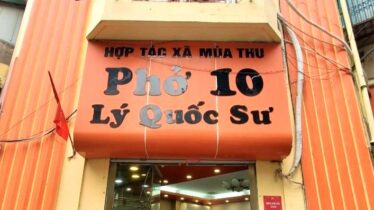 HỢP TÁC XÃ MÙA THU
Phở 10
Lý Quốc Sư